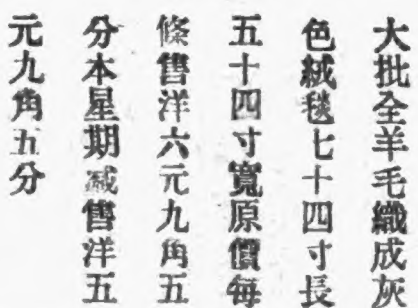 大批全羊毛織成灰
色絨毯七十四寸長
五十四寸寬原價每
條售洋六元九角五
分本星期减售洋五
元九角五分